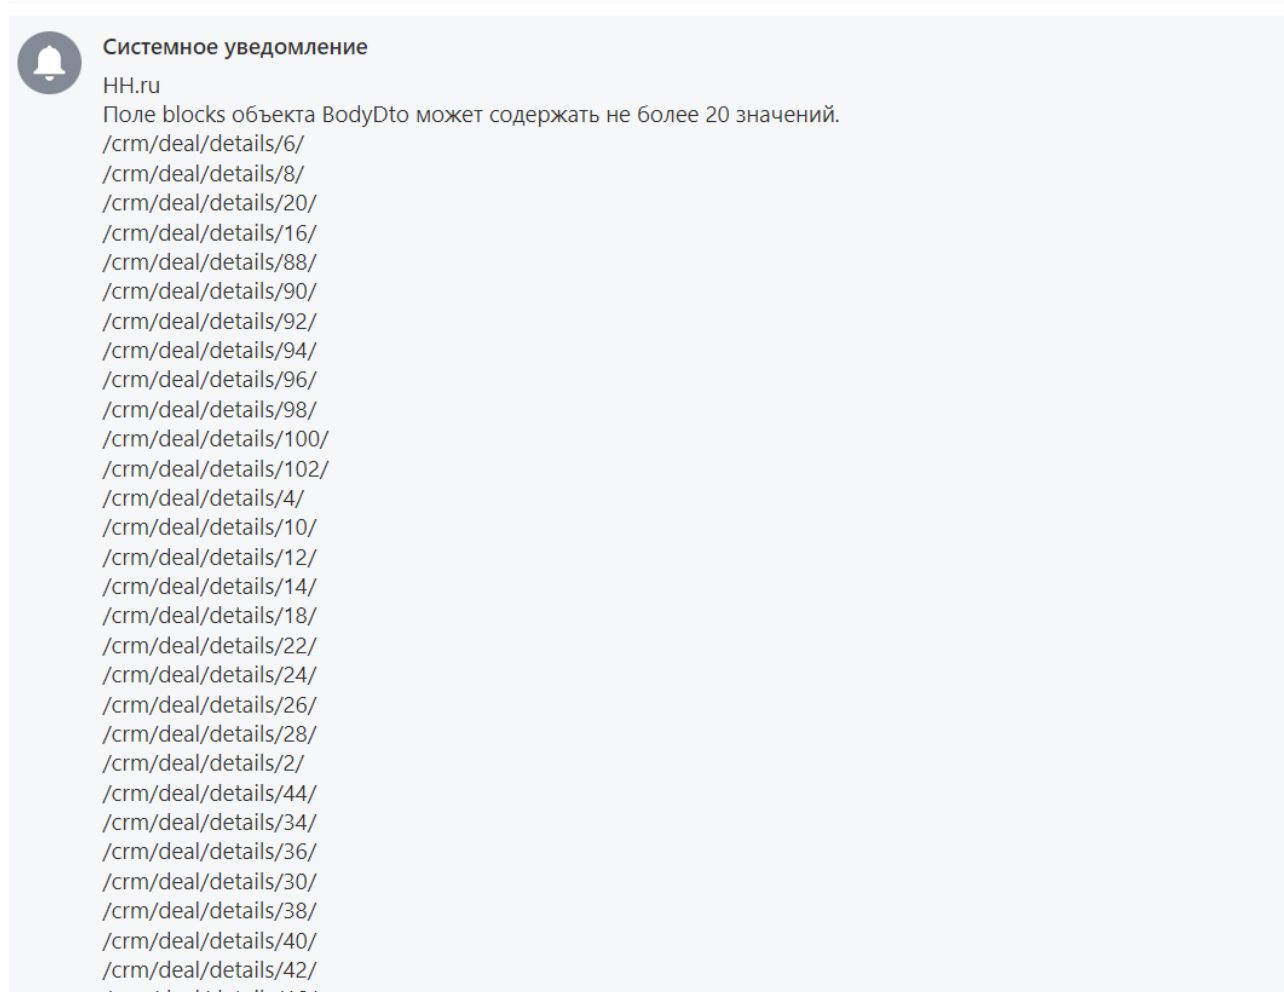 Системное уведомление
HH.ru
Поле blocks объекта BodyDto может содержать не более 20 значений.
/crm/deal/details/6/
/crm/deal/details/8/
/crm/deal/details/20/
/crm/deal/details/16/
/crm/deal/details/88/
/crm/deal/details/90/
/crm/deal/details/92/
/crm/deal/details/94/
/crm/deal/details/96/
/crm/deal/details/98/
/crm/deal/details/100/
/crm/deal/details/102/
/crm/deal/details/4/
/crm/deal/details/10/
/crm/deal/details/12/
/crm/deal/details/14/
/crm/deal/details/18/
/crm/deal/details/22/
/crm/deal/details/24/
/crm/deal/details/26/
/crm/deal/details/28/
/crm/deal/details/2/
/crm/deal/details/44/
/crm/deal/details/34/
/crm/deal/details/36/
/crm/deal/details/30/
/crm/deal/details/38/
/crm/deal/details/40/
/crm/deal/details/42/